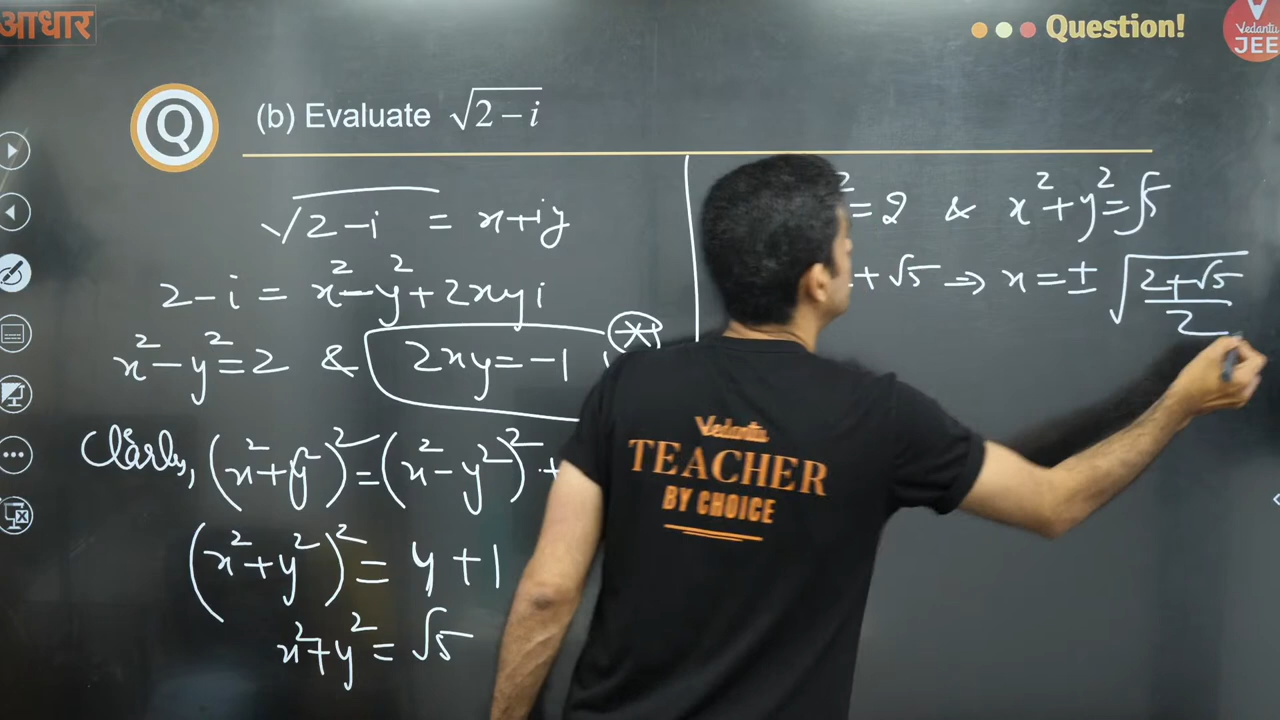 आधार
Question!
Vedantu
JEE
Q
(b) Evaluate √(2 − i)
√(2−i) = x+iy
2−i = x²−y²+2xyi
x²−y²=2 & 2xy=−1 (*)
Clearly, (x²+y²)²=(x²−y²)²+
(x²+y²)² = 4+1
x²+y² = √5
²=2 & x²+y²=√5
+√5 ⇒ x=± √((2+√5)/2)
Vedantu
TEACHER
BY CHOICE